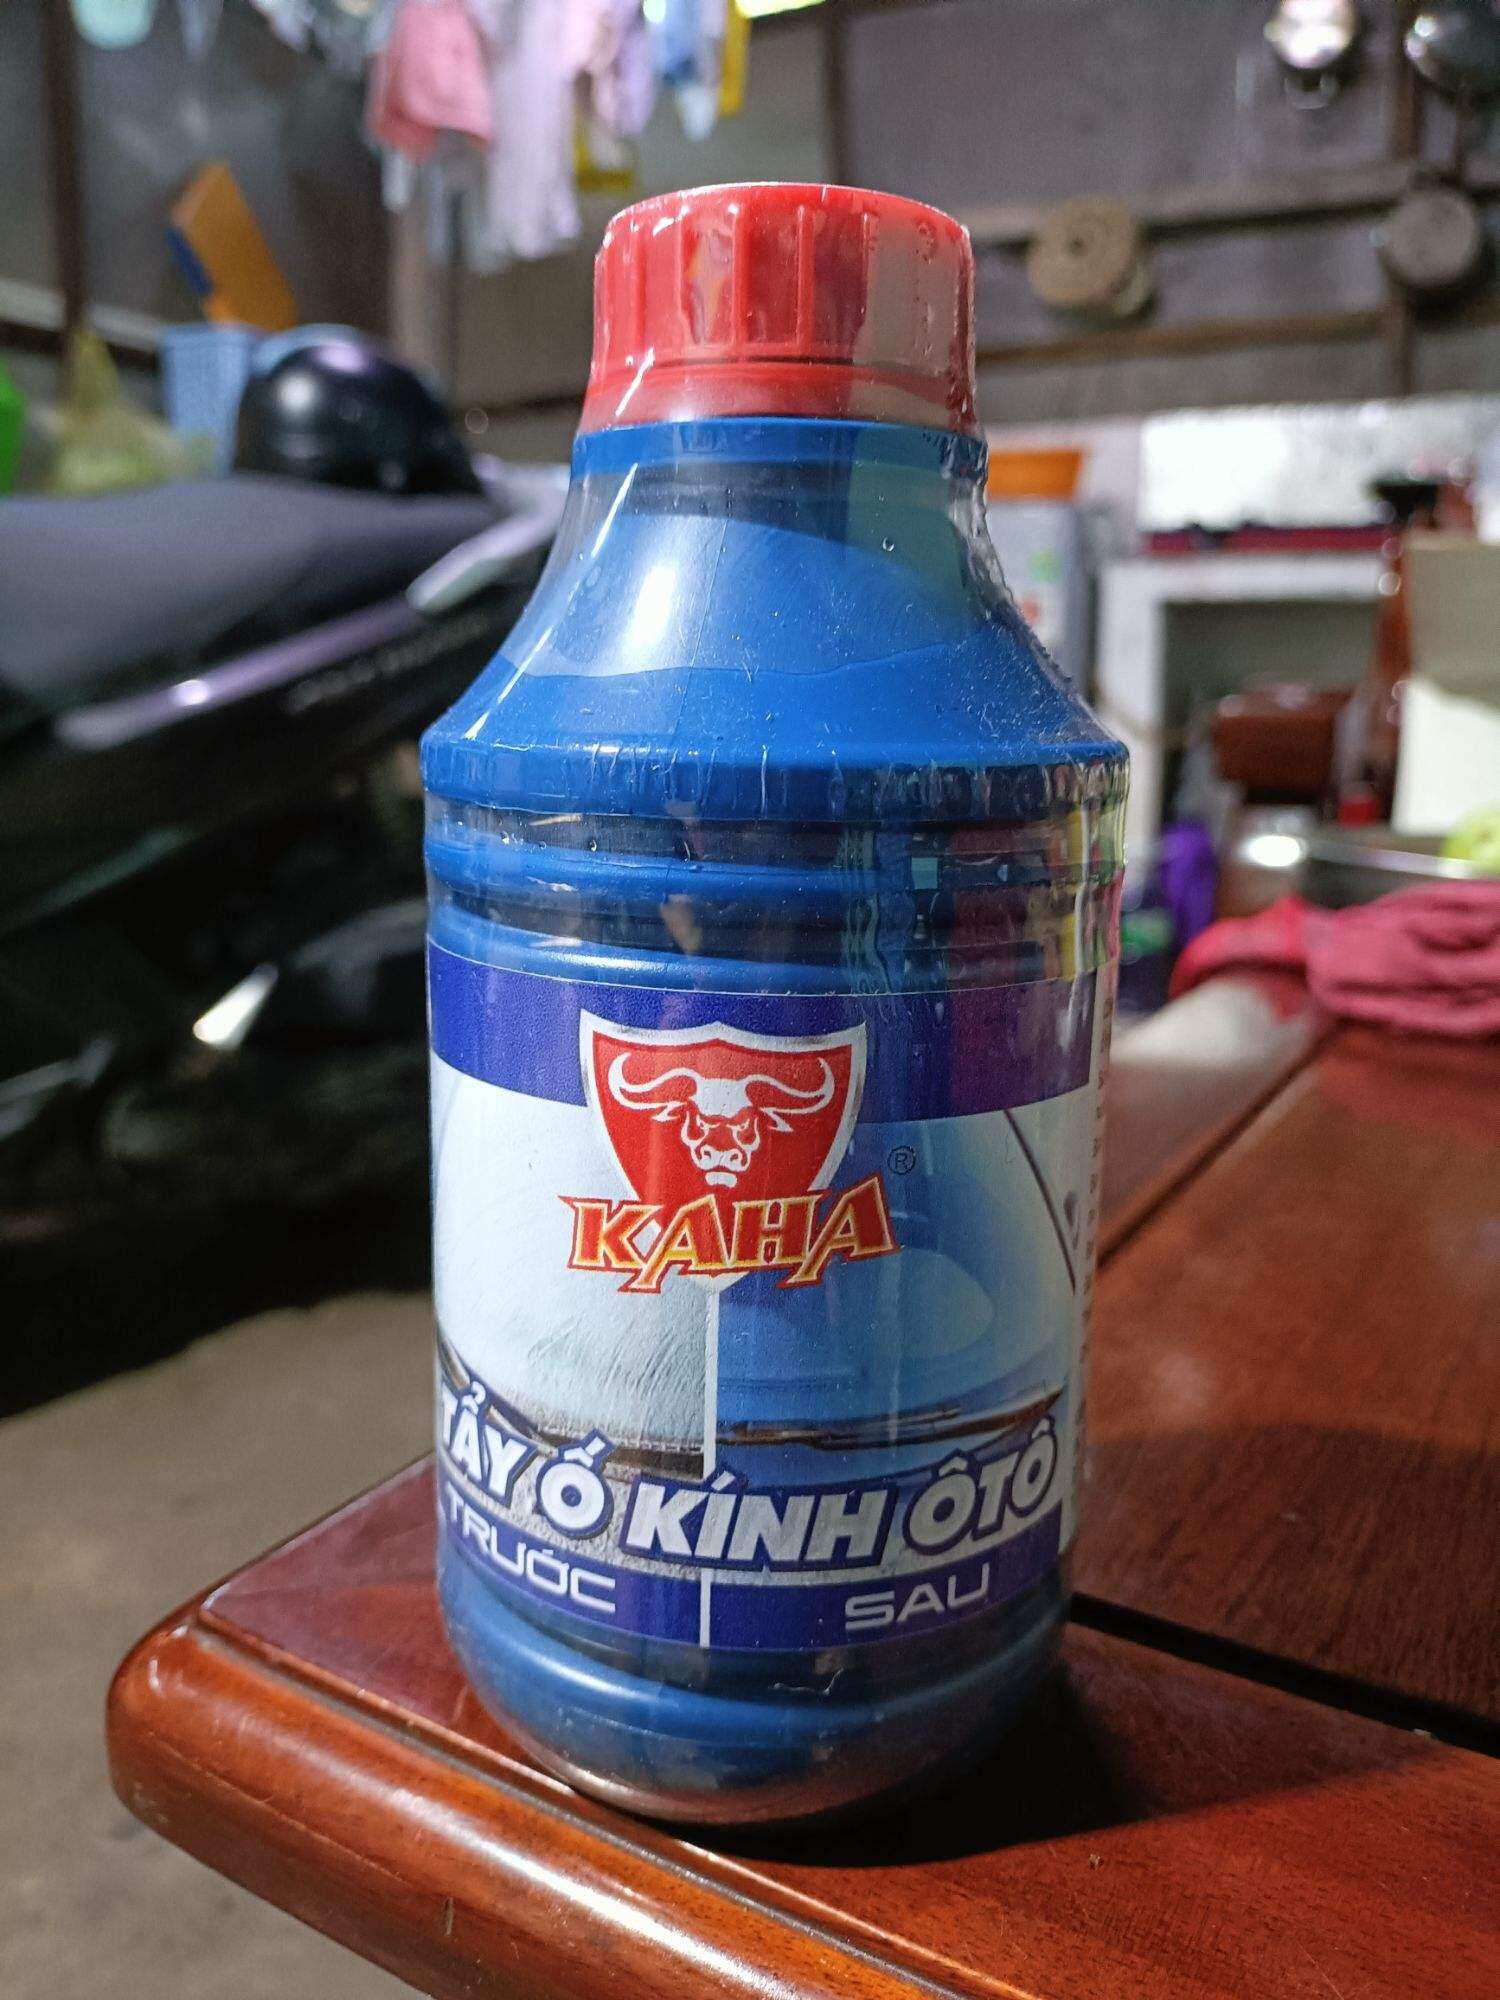 KAHA
®
TẨY Ố KÍNH ÔTÔ
TRƯỚC
SAU